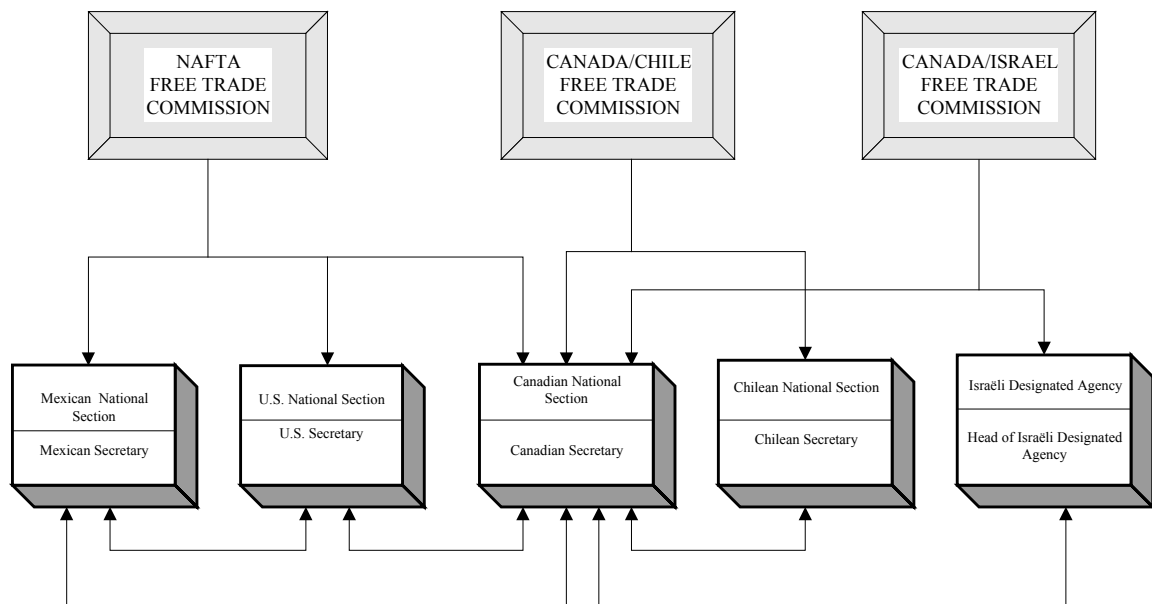 NAFTA
FREE TRADE
COMMISSION
CANADA/CHILE
FREE TRADE
COMMISSION
CANADA/ISRAEL
FREE TRADE
COMMISSION
Mexican National
Section
Mexican Secretary
U.S. National Section
U.S. Secretary
Canadian National
Section
Canadian Secretary
Chilean National Section
Chilean Secretary
Israëli Designated Agency
Head of Israëli Designated
Agency